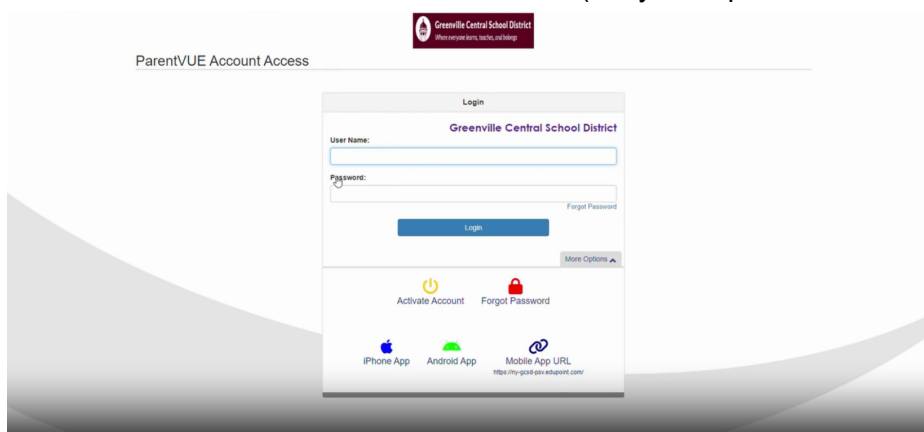 Greenville Central School District
Where everyone learns, teaches, and belongs
ParentVUE Account Access
Login
Greenville Central School District
User Name:
Password:
Forgot Password
Login
More Options
Activate Account Forgot Password
iPhone App Android App Mobile App URL
https://ny-gcsd-psv.edupoint.com/